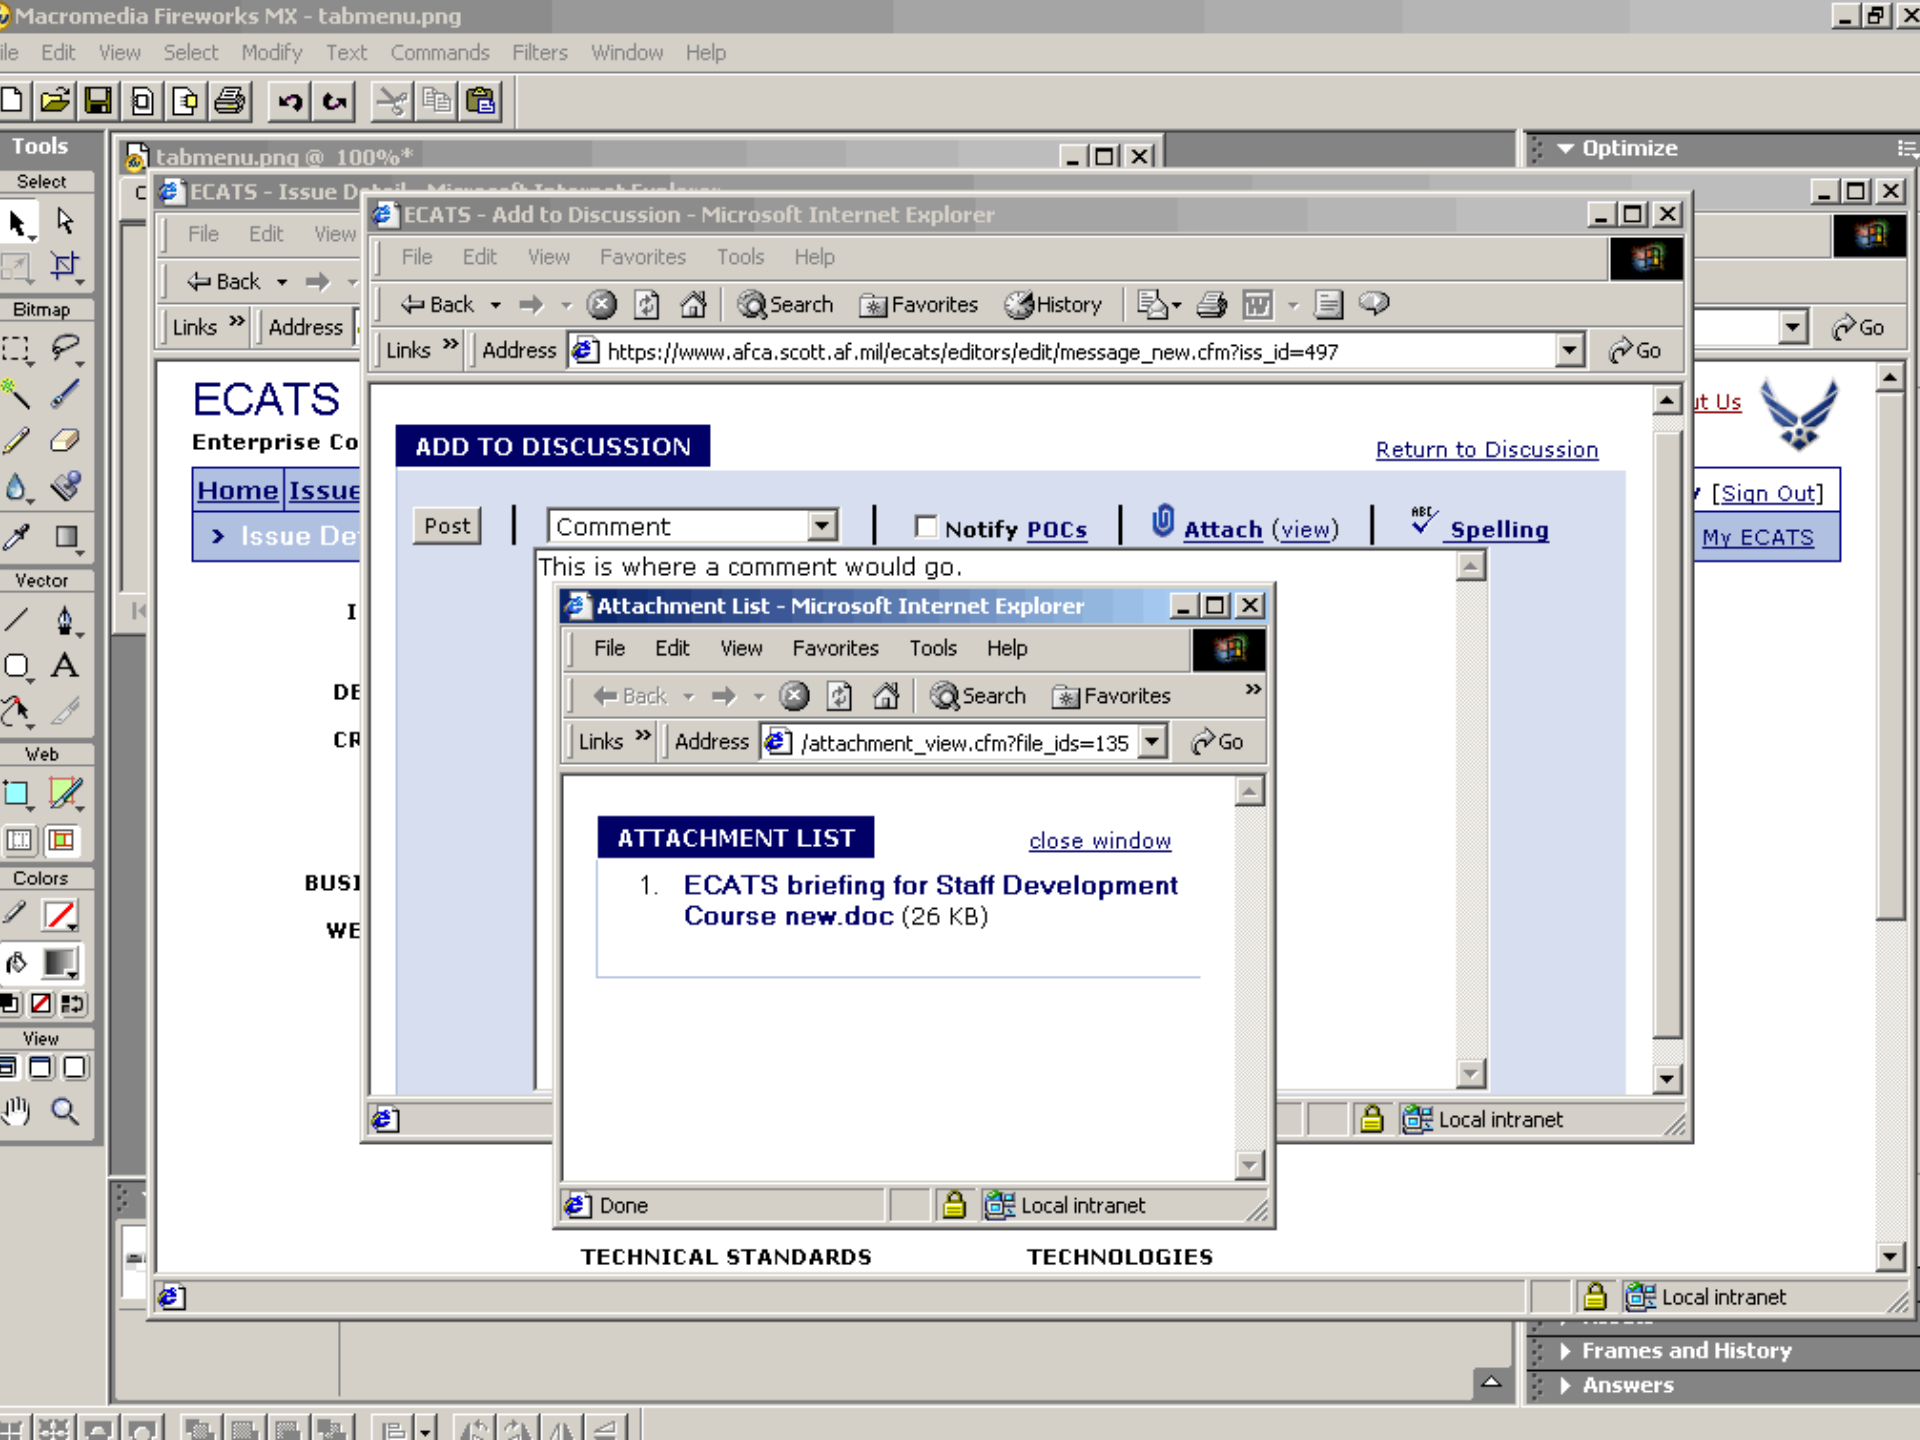 Macromedia Fireworks MX - tabmenu.png
Edit View Select Modify Text Commands Filters Window Help
Tools
Select
Bitmap
Vector
Web
Colors
View
tabmenu.png @ 100%*
Optimize
ECATS - Issue Detail - Microsoft Internet Explorer
File Edit View
Back
Links » Address
Go
ECATS
Enterprise Co
ut Us
Home Issue
[Sign Out]
> Issue De
My ECATS
I
DE
CR
BUSI
WE
ECATS - Add to Discussion - Microsoft Internet Explorer
File Edit View Favorites Tools Help
Back Search Favorites History
Links » Address https://www.afca.scott.af.mil/ecats/editors/edit/message_new.cfm?iss_id=497 Go
ADD TO DISCUSSION
Return to Discussion
Post | Comment | Notify POCs | Attach (view) | ABC Spelling
This is where a comment would go.
Attachment List - Microsoft Internet Explorer
File Edit View Favorites Tools Help
Back Search Favorites »
Links » Address /attachment_view.cfm?file_ids=135 Go
ATTACHMENT LIST
close window
1. ECATS briefing for Staff Development
Course new.doc (26 KB)
Done Local intranet
Local intranet
TECHNICAL STANDARDS TECHNOLOGIES
Local intranet
Frames and History
Answers